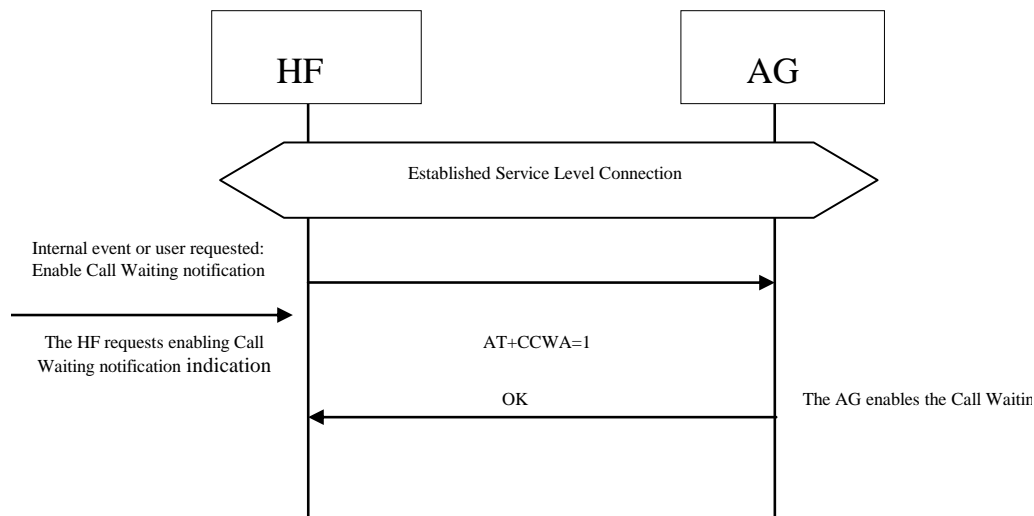 HF
AG
Established Service Level Connection
Internal event or user requested:
Enable Call Waiting notification
The HF requests enabling Call
Waiting notification indication
AT+CCWA=1
OK
The AG enables the Call Waitin